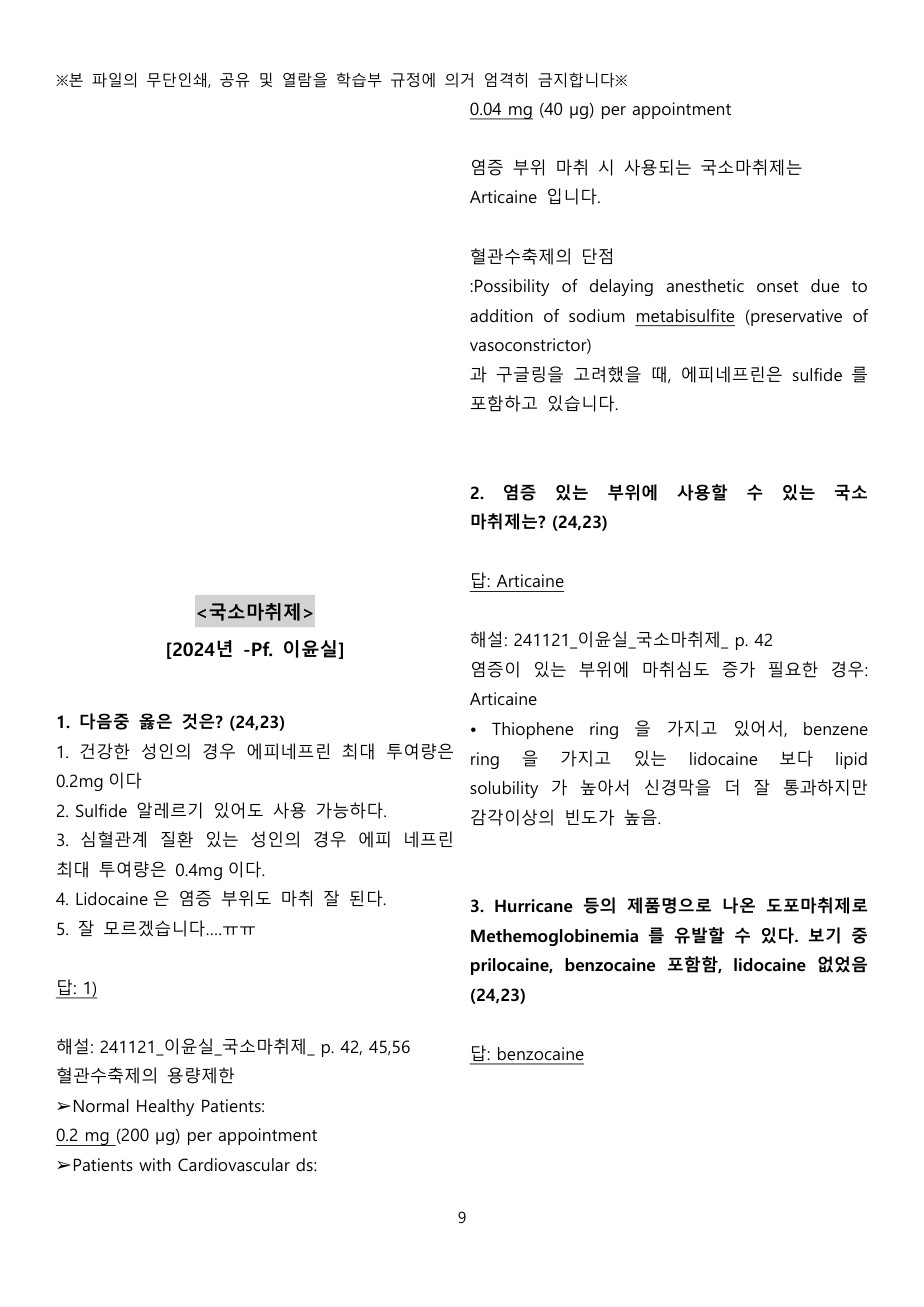 ※본 파일의 무단인쇄, 공유 및 열람을 학습부 규정에 의거 엄격히 금지합니다※
<국소마취제>
[2024년 -Pf. 이윤실]
1. 다음중 옳은 것은? (24,23)
1. 건강한 성인의 경우 에피네프린 최대 투여량은
0.2mg 이다
2. Sulfide 알레르기 있어도 사용 가능하다.
3. 심혈관계 질환 있는 성인의 경우 에피 네프린
최대 투여량은 0.4mg 이다.
4. Lidocaine 은 염증 부위도 마취 잘 된다.
5. 잘 모르겠습니다....ㅠㅠ
답: 1)
해설: 241121_이윤실_국소마취제_ p. 42, 45,56
혈관수축제의 용량제한
➢Normal Healthy Patients:
0.2 mg (200 μg) per appointment
➢Patients with Cardiovascular ds:
0.04 mg (40 μg) per appointment
염증 부위 마취 시 사용되는 국소마취제는
Articaine 입니다.
혈관수축제의 단점
:Possibility of delaying anesthetic onset due to
addition of sodium metabisulfite (preservative of
vasoconstrictor)
과 구글링을 고려했을 때, 에피네프린은 sulfide 를
포함하고 있습니다.
2. 염증 있는 부위에 사용할 수 있는 국소
마취제는? (24,23)
답: Articaine
해설: 241121_이윤실_국소마취제_ p. 42
염증이 있는 부위에 마취심도 증가 필요한 경우:
Articaine
• Thiophene ring 을 가지고 있어서, benzene
ring 을 가지고 있는 lidocaine 보다 lipid
solubility 가 높아서 신경막을 더 잘 통과하지만
감각이상의 빈도가 높음.
3. Hurricane 등의 제품명으로 나온 도포마취제로
Methemoglobinemia 를 유발할 수 있다. 보기 중
prilocaine, benzocaine 포함함, lidocaine 없었음
(24,23)
답: benzocaine
9